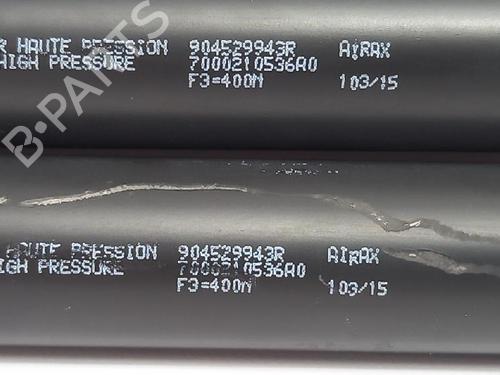 R HAUTE PRESSION 904529943R AIRAX
HIGH PRESSURE 7000210536A0
F3=400N 103/15
B-PARTS
HAUTE PRESSION 904529943R AIRAX
HIGH PRESSURE 7000210536A0
F3=400N 103/15